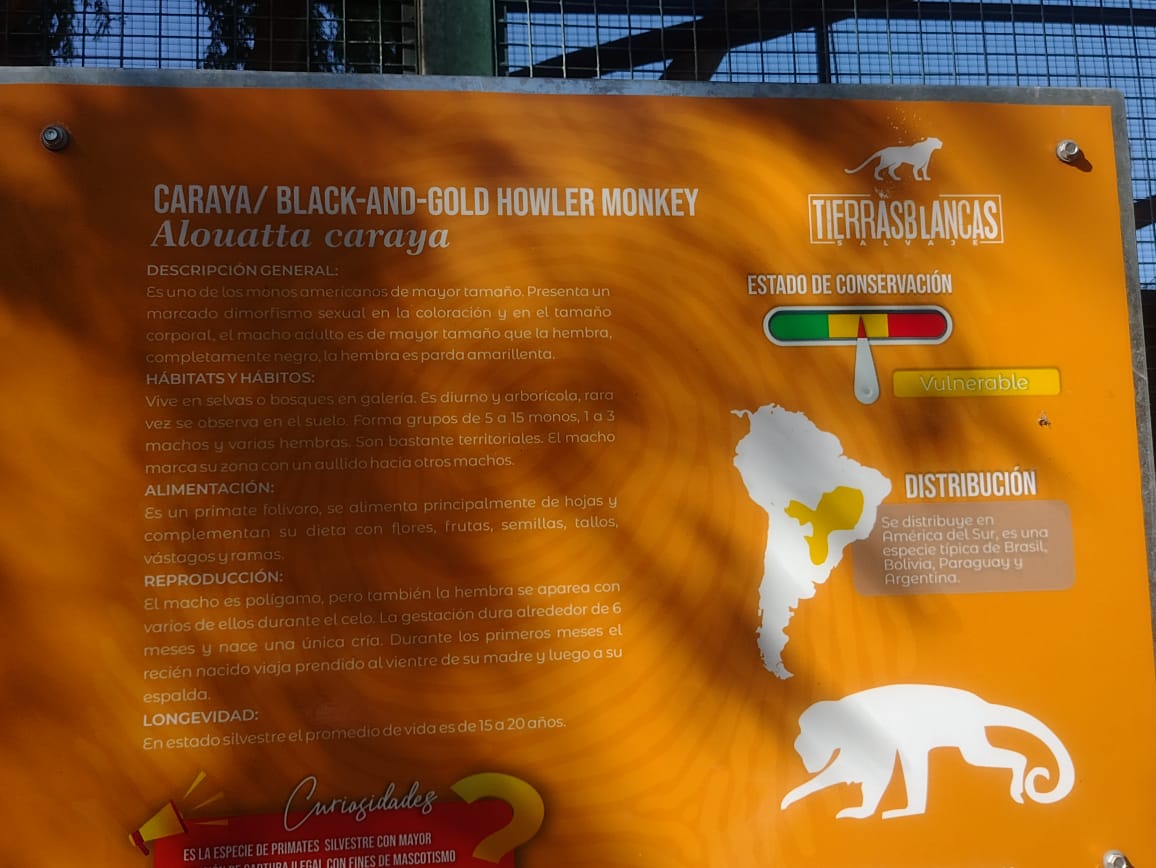 CARAYA/ BLACK-AND-GOLD HOWLER MONKEY
Alouatta caraya
DESCRIPCIÓN GENERAL:
Es uno de los monos americanos de mayor tamaño. Presenta un
marcado dimorfismo sexual en la coloración y en el tamaño
corporal, el macho adulto es de mayor tamaño que la hembra,
completamente negro, la hembra es parda amarillenta.
HÁBITATS Y HÁBITOS:
Vive en selvas o bosques en galería. Es diurno y arborícola, rara
vez se observa en el suelo. Forma grupos de 5 a 15 monos, 1 a 3
machos y varias hembras. Son bastante territoriales. El macho
marca su zona con un aullido hacia otros machos.
ALIMENTACIÓN:
Es un primate folívoro, se alimenta principalmente de hojas y
complementan su dieta con flores, frutas, semillas, tallos,
vástagos y ramas.
REPRODUCCIÓN:
El macho es polígamo, pero también la hembra se aparea con
varios de ellos durante el celo. La gestación dura alrededor de 6
meses y nace una única cría. Durante los primeros meses el
recién nacido viaja prendido al vientre de su madre y luego a su
espalda.
LONGEVIDAD:
En estado silvestre el promedio de vida es de 15 a 20 años.
Curiosidades
ES LA ESPECIE DE PRIMATES SILVESTRE CON MAYOR
DE CAPTURA ILEGAL CON FINES DE MASCOTISMO
TIERRASBLANCAS
SALVAJE
ESTADO DE CONSERVACIÓN
Vulnerable
DISTRIBUCIÓN
Se distribuye en
América del Sur, es una
especie típica de Brasil,
Bolivia, Paraguay y
Argentina.